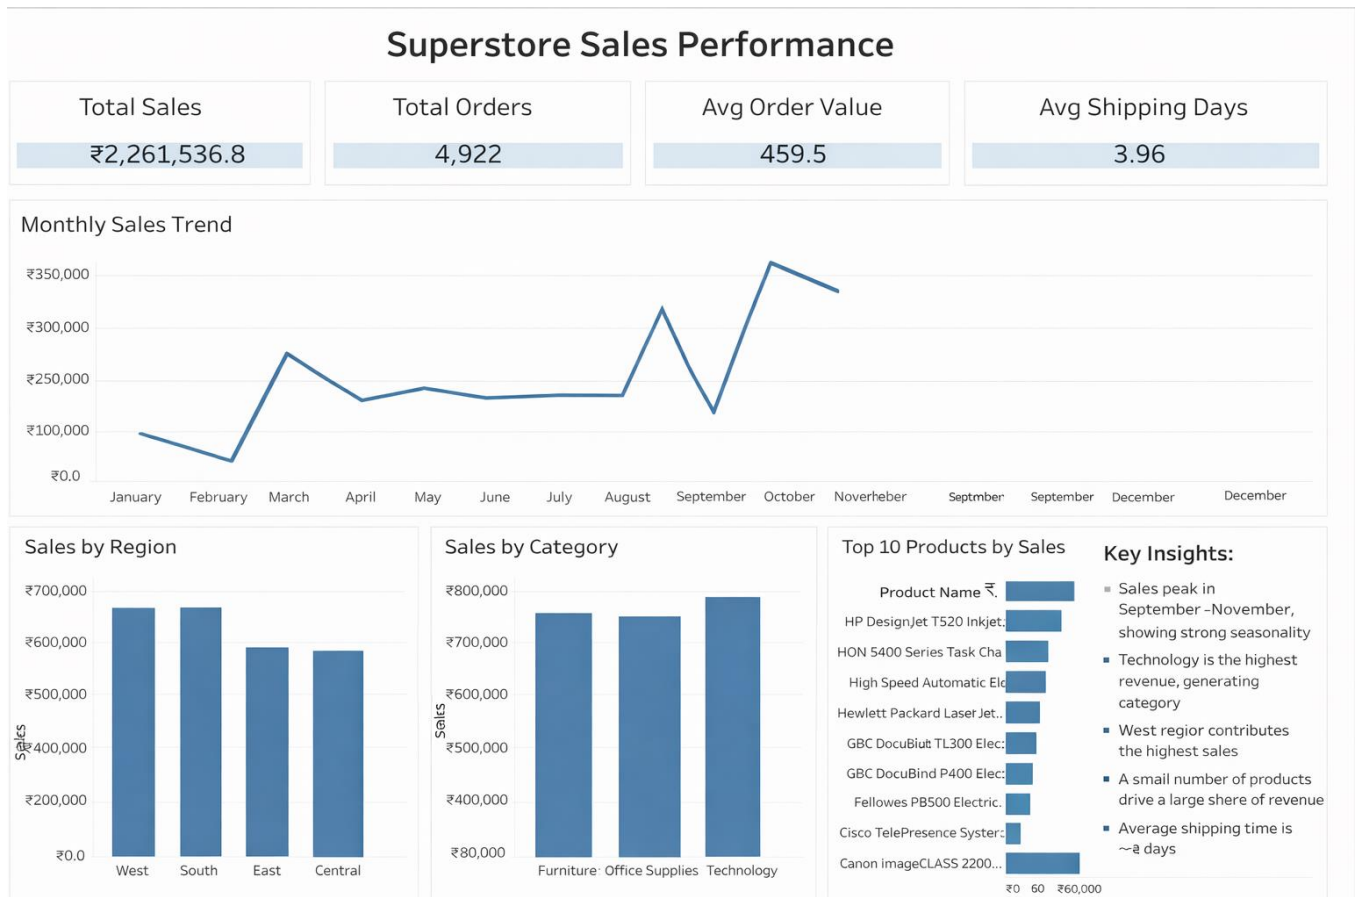 Superstore Sales Performance
Total Sales
₹2,261,536.8
Total Orders
4,922
Avg Order Value
459.5
Avg Shipping Days
3.96
Monthly Sales Trend
₹350,000
₹300,000
₹250,000
₹100,000
₹0.0
January February March April May June July August September October Noverheber Septmber September December December
Sales by Region
₹700,000
₹600,000
₹500,000
₹400,000
₹200,000
₹0.0
West South East Central
Sales by Category
Sales
₹800,000
₹700,000
₹600,000
₹500,000
₹400,000
₹80,000
Furniture Office Supplies Technology
Top 10 Products by Sales
Product Name ₹.
HP DesignJet T520 Inkjet.
HON 5400 Series Task Cha
High Speed Automatic Elc
Hewlett Packard LaserJet..
GBC TL300 Elec:
GBC DocuBind P400 Elec:
Fellowes PB500 Electric.
Cisco TelePresence
Canon imageCLASS 2200...
₹0 60 ₹60,000
Key Insights:
Sales peak in
September–November,
showing strong seasonality
Technology is the highest
revenue, generating
category
West regior contributes
the highest sales
A small number of products
drive a large shere of revenue
Average shipping time is
days